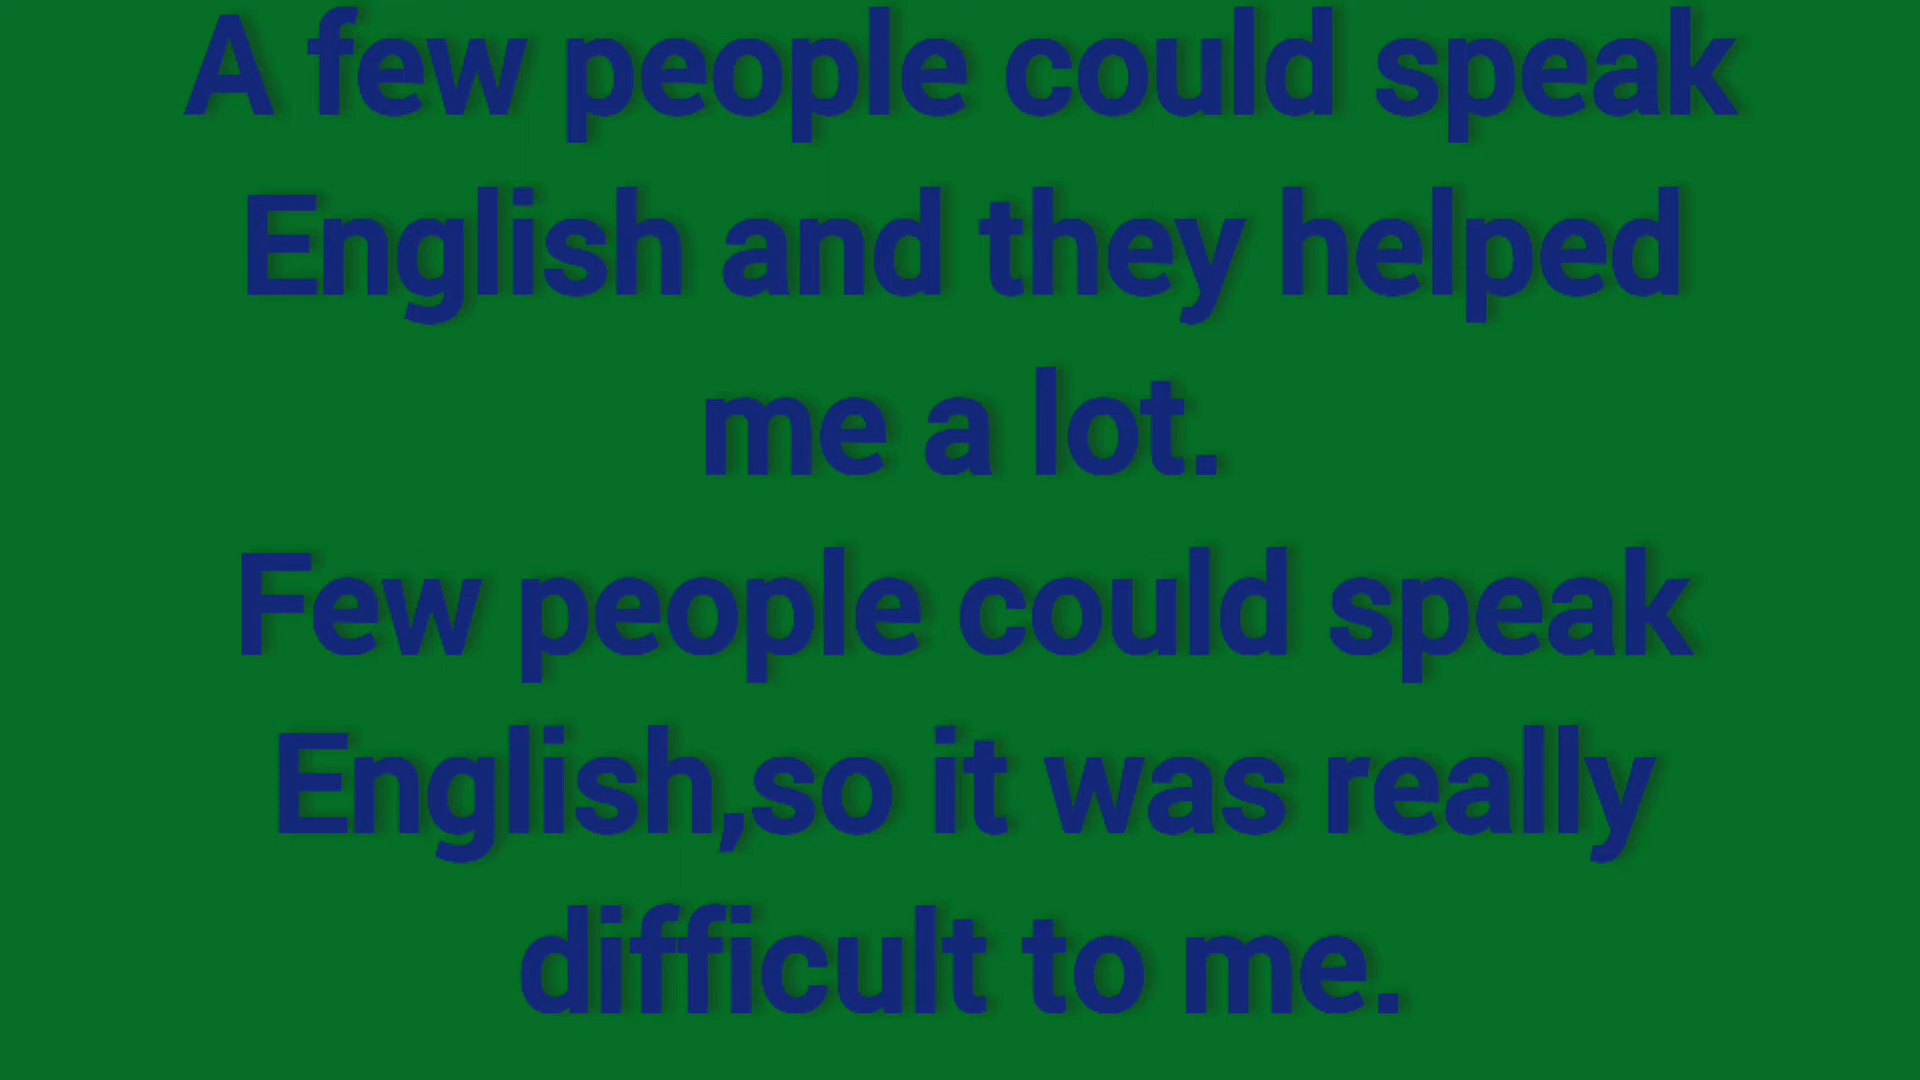 A few people could speak
English and they helped
me a lot.
Few people could speak
English,so it was really
difficult to me.